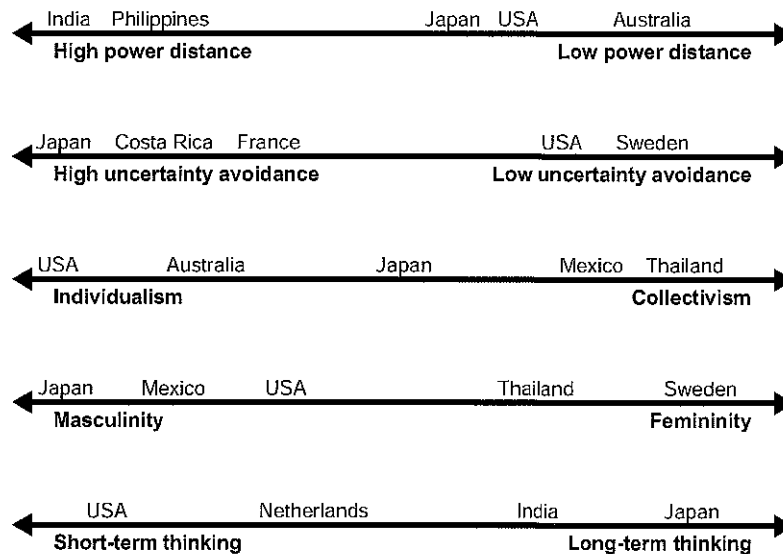 India Philippines Japan USA Australia
High power distance Low power distance
Japan Costa Rica France USA Sweden
High uncertainty avoidance Low uncertainty avoidance
USA Australia Japan Mexico Thailand
Individualism Collectivism
Japan Mexico USA Thailand Sweden
Masculinity Femininity
USA Netherlands India Japan
Short-term thinking Long-term thinking